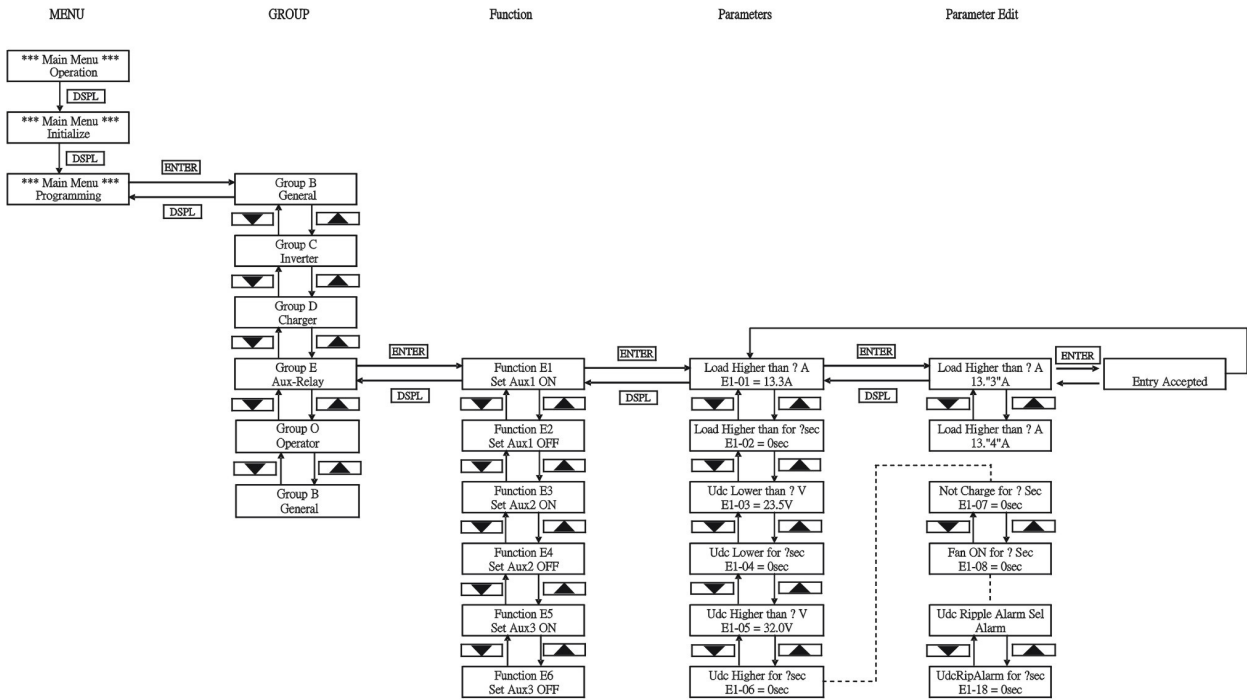 MENU
GROUP
Function
Parameters
Parameter Edit
*** Main Menu ***
Operation
DSPL
*** Main Menu ***
Initialize
DSPL
*** Main Menu ***
Programming
ENTER
DSPL
Group B
General
Group C
Inverter
Group D
Charger
Group E
Aux-Relay
Group O
Operator
Group B
General
ENTER
DSPL
Function E1
Set Aux1 ON
Function E2
Set Aux1 OFF
Function E3
Set Aux2 ON
Function E4
Set Aux2 OFF
Function E5
Set Aux3 ON
Function E6
Set Aux3 OFF
ENTER
DSPL
Load Higher than ? A
E1-01 = 13.3A
Load Higher than for ?sec
E1-02 = 0sec
Udc Lower than ? V
E1-03 = 23.5V
Udc Lower for ?sec
E1-04 = 0sec
Udc Higher than ? V
E1-05 = 32.0V
Udc Higher for ?sec
E1-06 = 0sec
ENTER
DSPL
Load Higher than ? A
13."3"A
Load Higher than ? A
13."4"A
Not Charge for ? Sec
E1-07 = 0sec
Fan ON for ? Sec
E1-08 = 0sec
Udc Ripple Alarm Sel
Alarm
UdcRipAlarm for ?sec
E1-18 = 0sec
ENTER
Entry Accepted